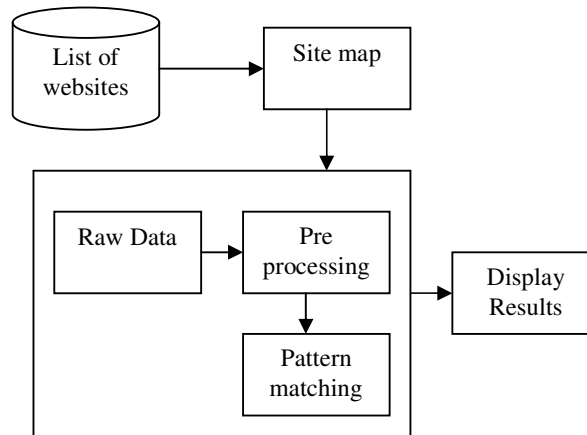 List of
websites
Site map
Raw Data
Pre
processing
Pattern
matching
Display
Results